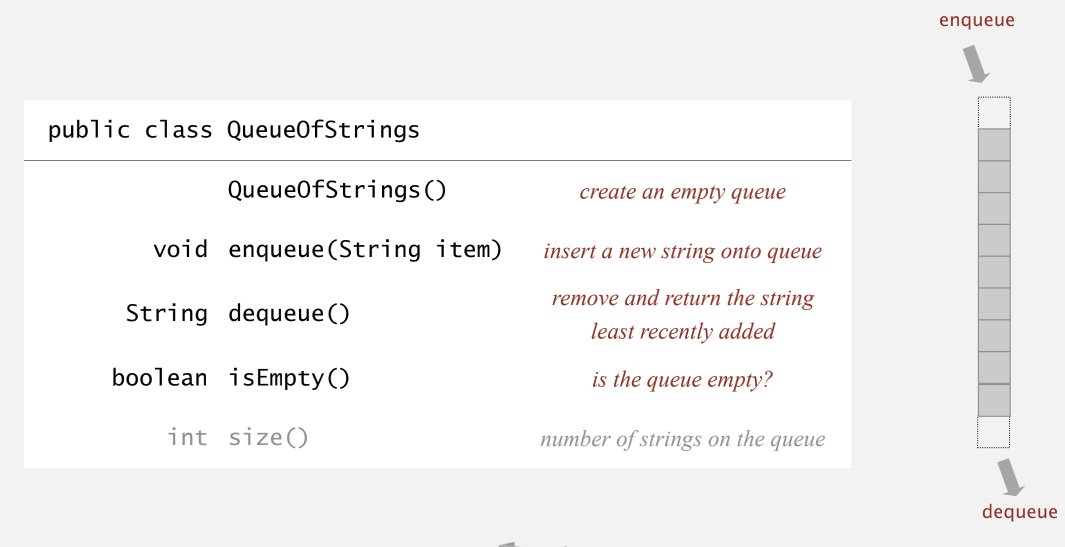 enqueue
public class QueueOfStrings
QueueOfStrings() create an empty queue
void enqueue(String item) insert a new string onto queue
String dequeue() remove and return the string
least recently added
boolean isEmpty() is the queue empty?
int size() number of strings on the queue
dequeue